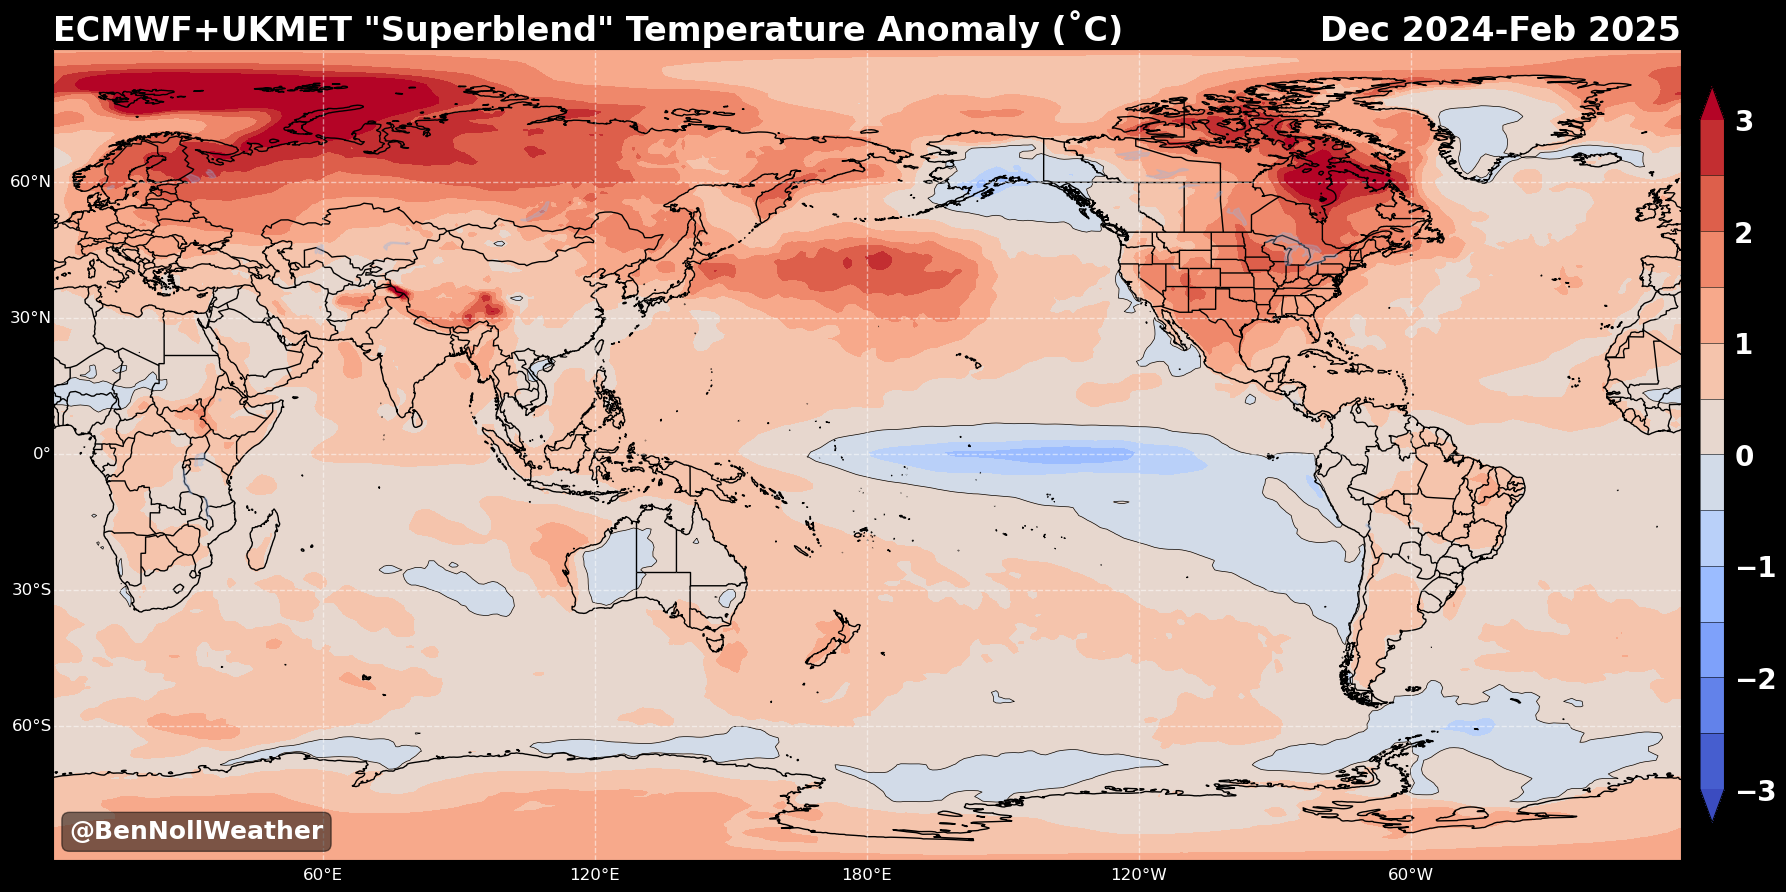 ECMWF+UKMET "Superblend" Temperature Anomaly (˚C)
Dec 2024-Feb 2025
60°N
30°N
0°
30°S
60°S
60°E
120°E
180°E
120°W
60°W
3
2
1
0
−1
−2
−3
@BenNollWeather